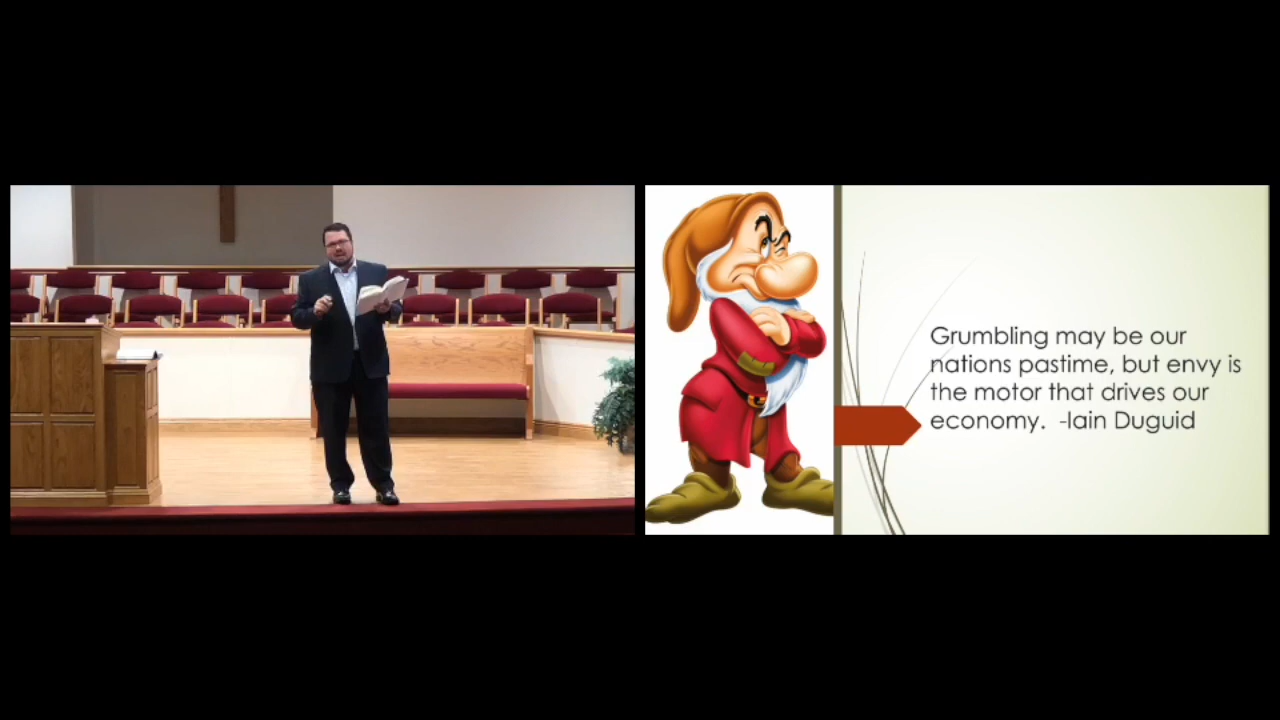 Grumbling may be our
nations pastime, but envy is
the motor that drives our
economy.  -Iain Duguid